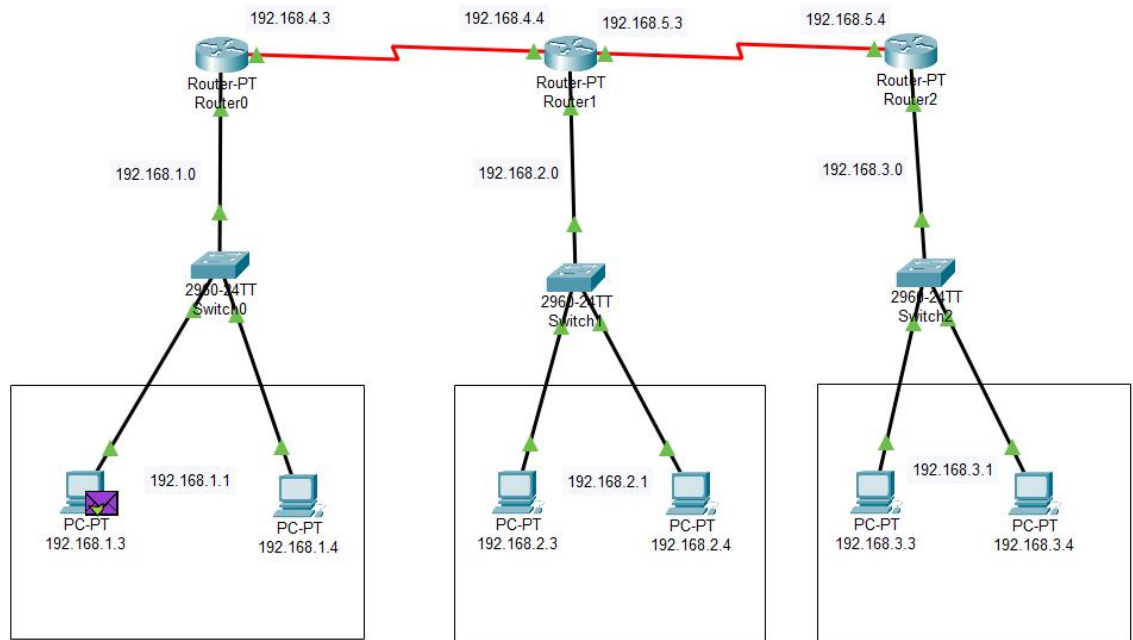 192.168.4.3
192.168.4.4
192.168.5.3
192.168.5.4
Router-PT
Router0
Router-PT
Router1
Router-PT
Router2
192.168.1.0
192.168.2.0
192.168.3.0
2960-24TT
Switch0
2960-24TT
Switch1
2960-24TT
Switch2
192.168.1.1
192.168.2.1
192.168.3.1
PC-PT
192.168.1.3
PC-PT
192.168.1.4
PC-PT
192.168.2.3
PC-PT
192.168.2.4
PC-PT
192.168.3.3
PC-PT
192.168.3.4